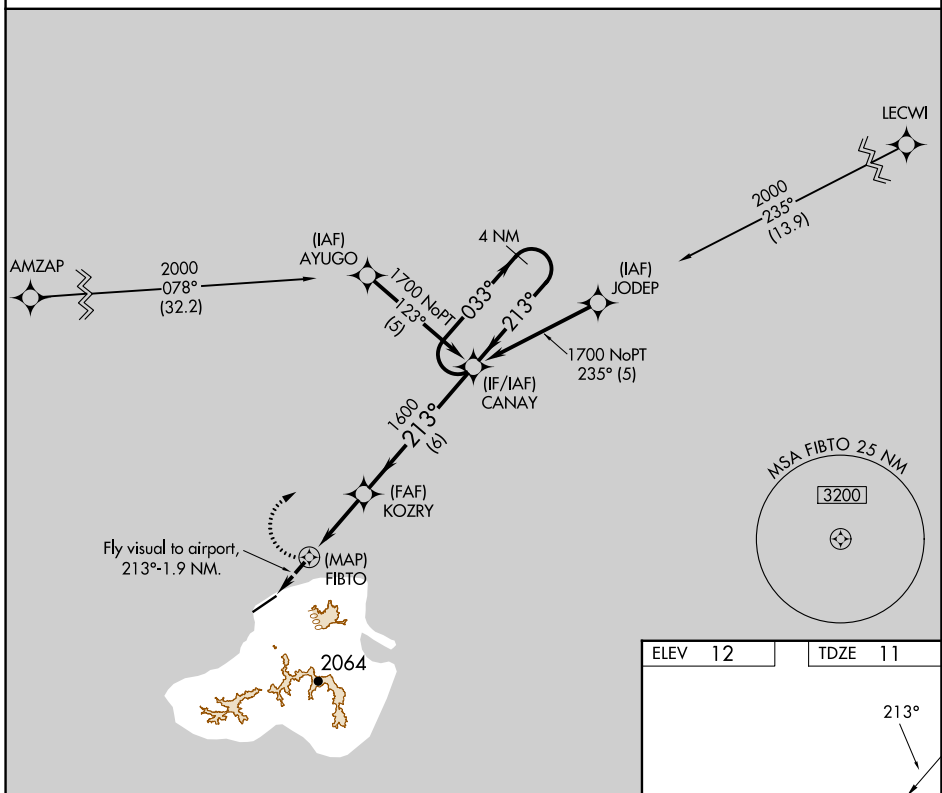 LECWI
2000
235°
(13.9)
4 NM
(IAF)
AYUGO
AMZAP
2000
078°
(32.2)
1700 NoPT
123°
(5)
033°
213°
(IAF)
JODEP
1700 NoPT
235° (5)
(IF/IAF)
CANAY
1600
213°
(6)
MSA FIBTO 25 NM
3200
(FAF)
KOZRY
Fly visual to airport,
213°-1.9 NM.
(MAP)
FIBTO
2064
ELEV 12
TDZE 11
213°